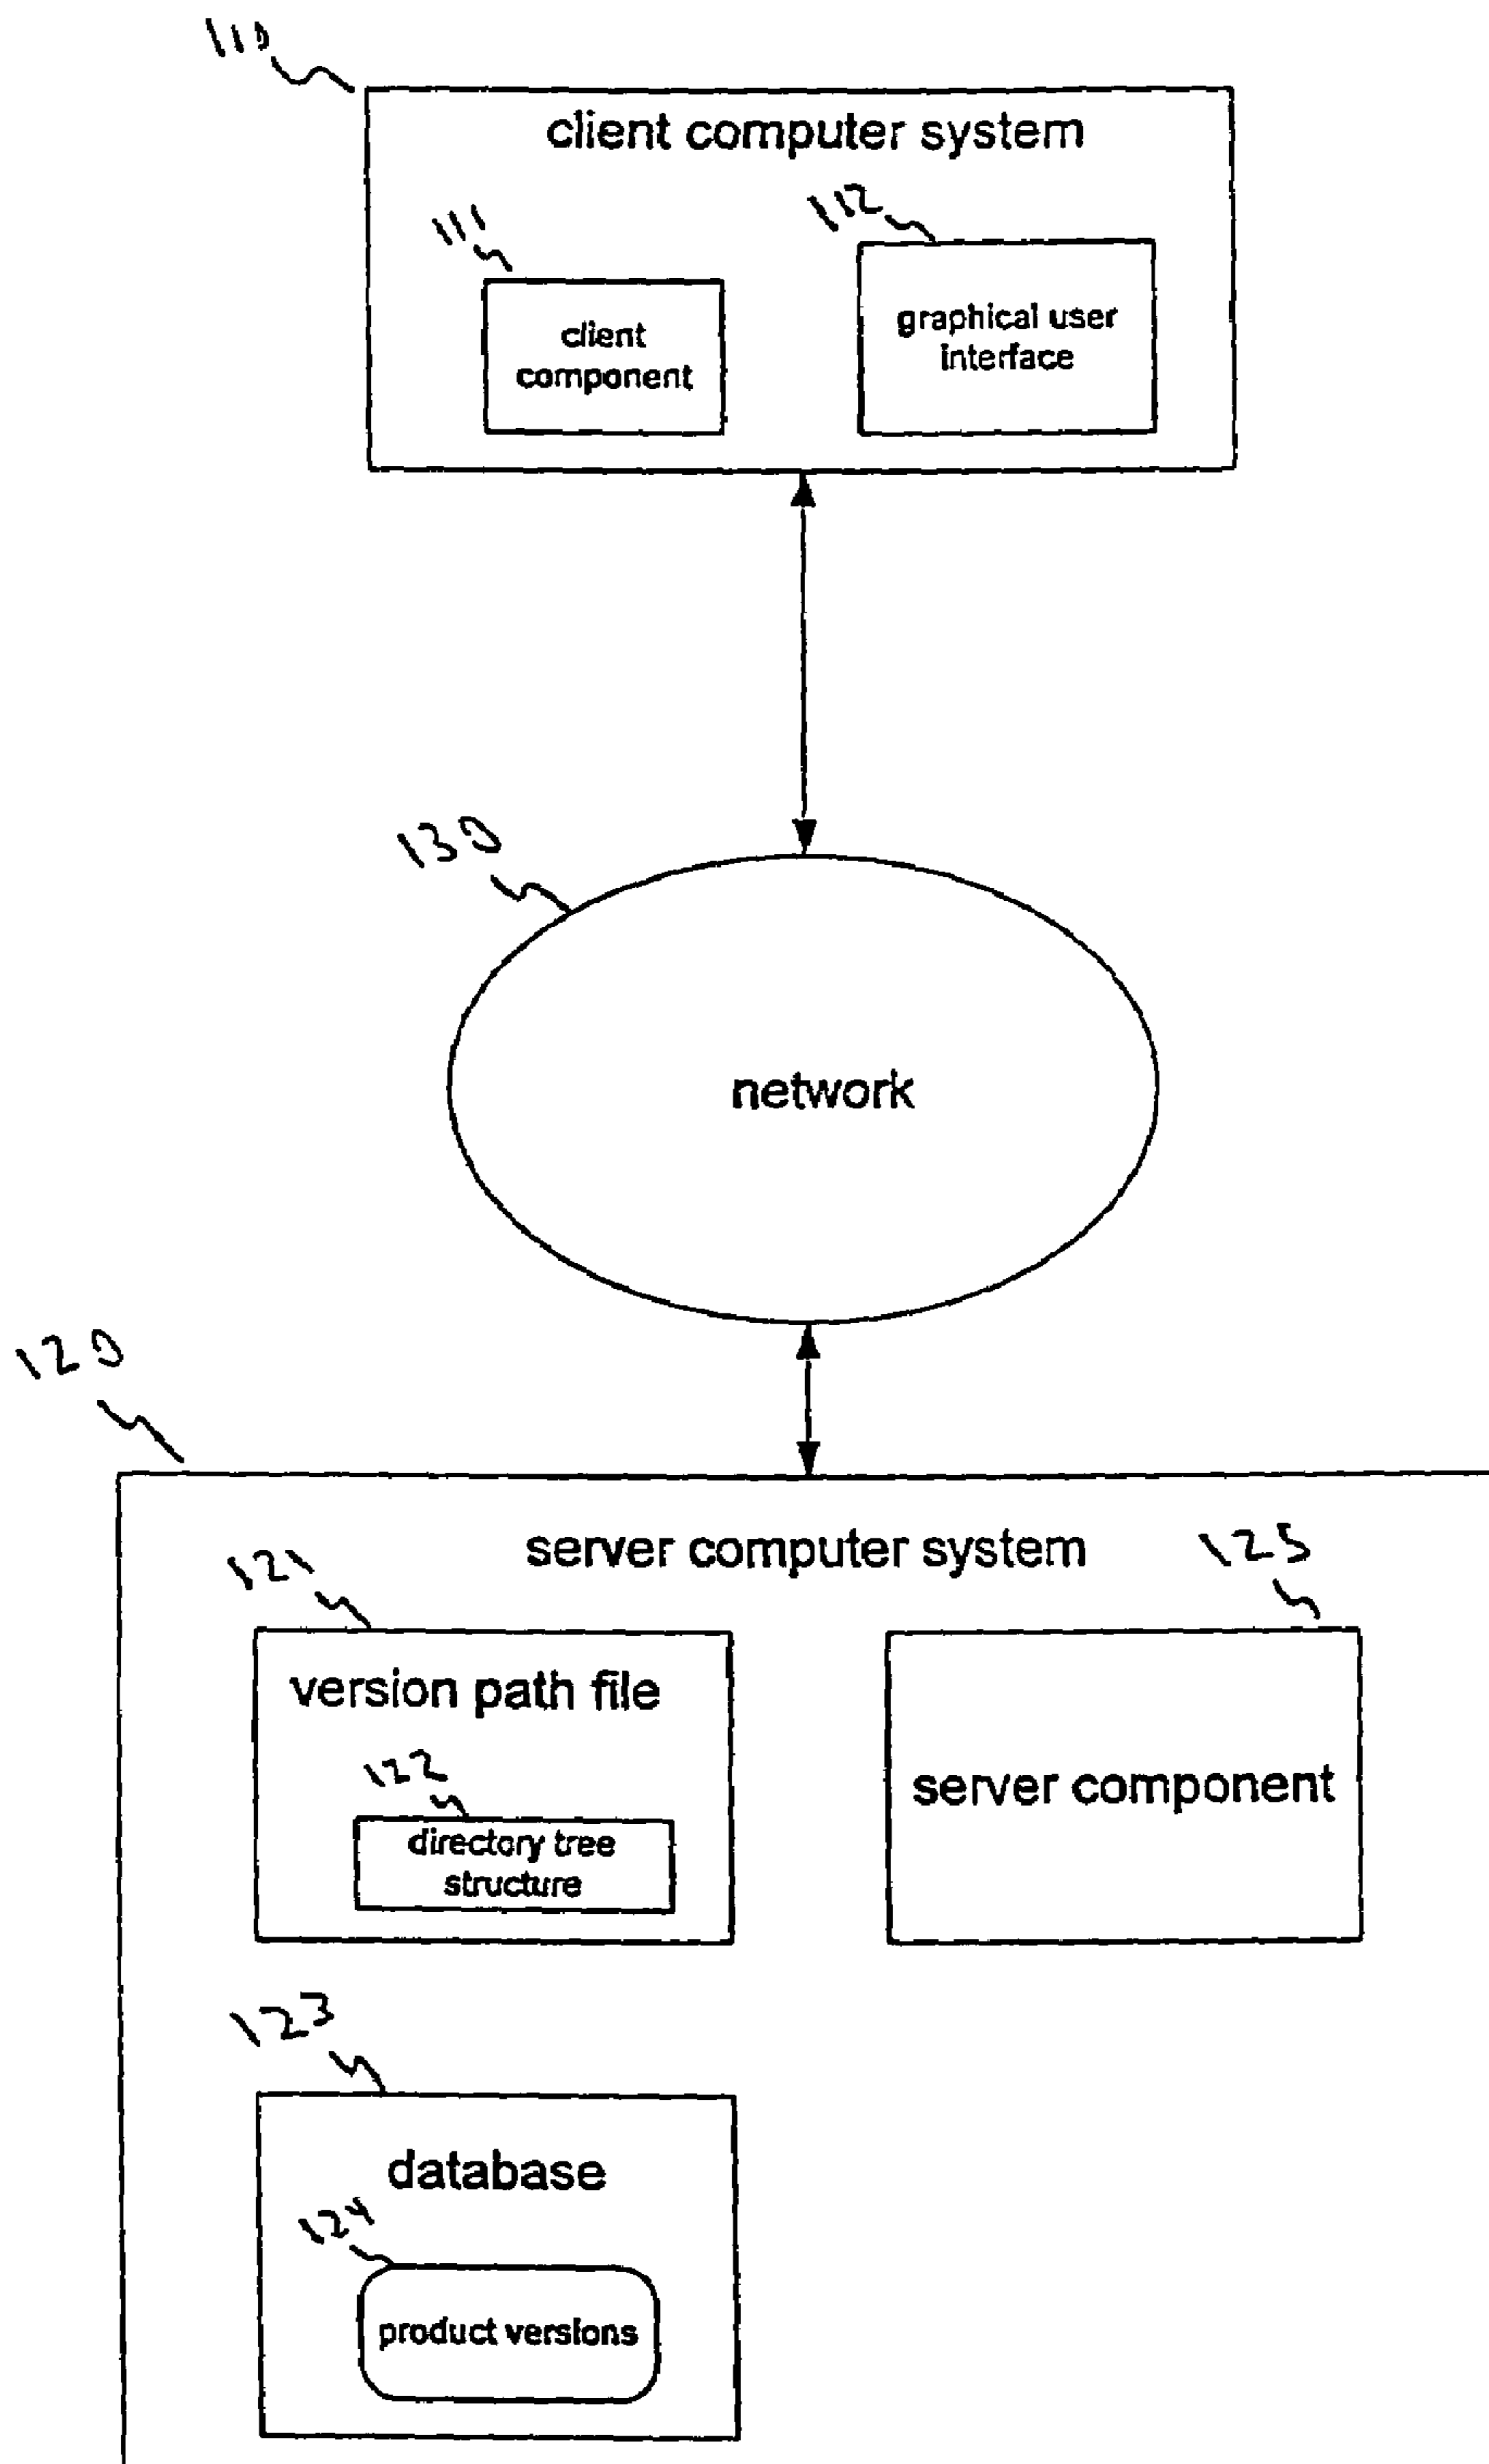 110
client computer system
111
112
client
component
graphical user
interface
130
network
120
server computer system
121
125
version path file
122
directory tree
structure
server component
123
database
124
product versions